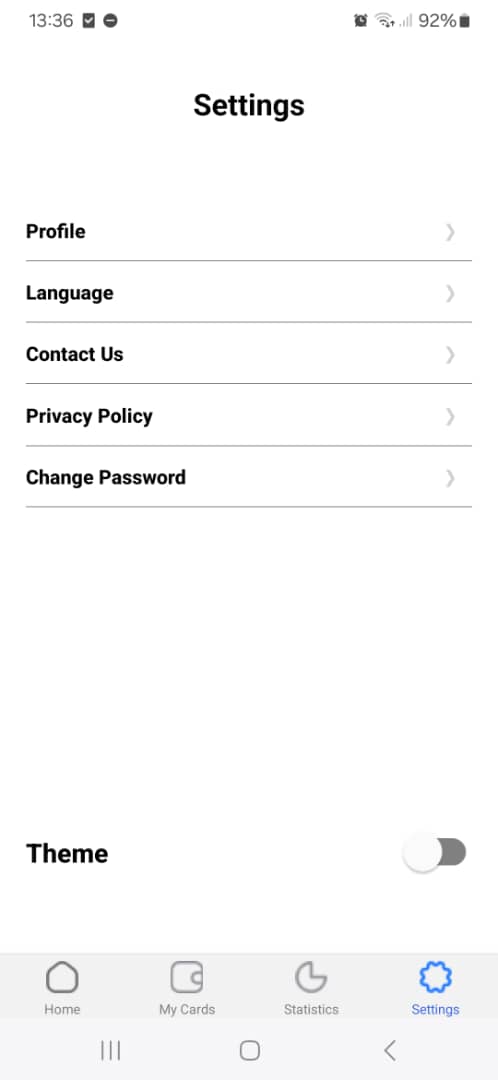 13:36 92%
Settings
Profile
Language
Contact Us
Privacy Policy
Change Password
Theme
Home My Cards Statistics Settings